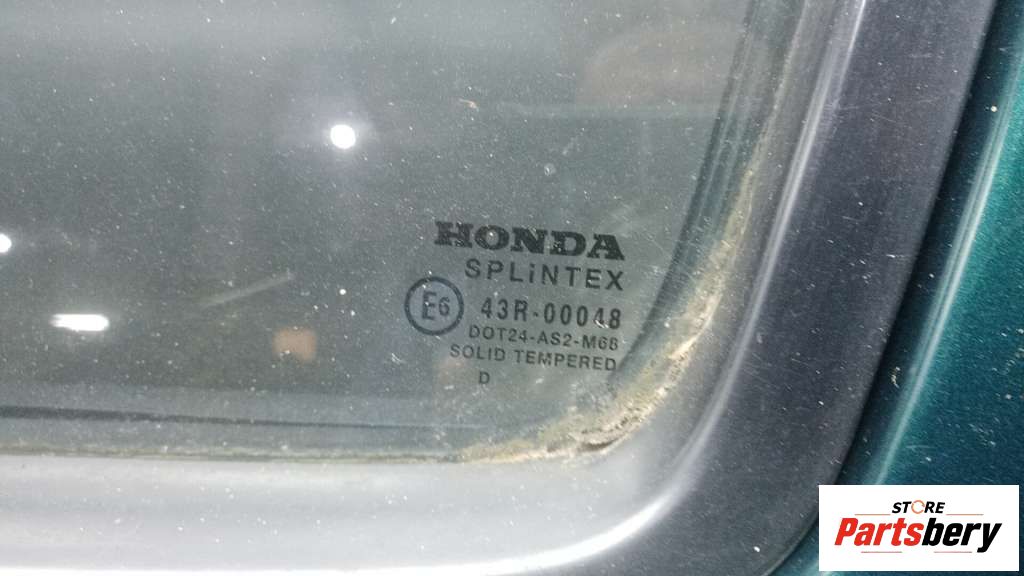 HONDA
SPLiNTEX
E6 43R-00048
DOT24-AS2-M68
SOLID TEMPERED
D
STORE
Partsbery